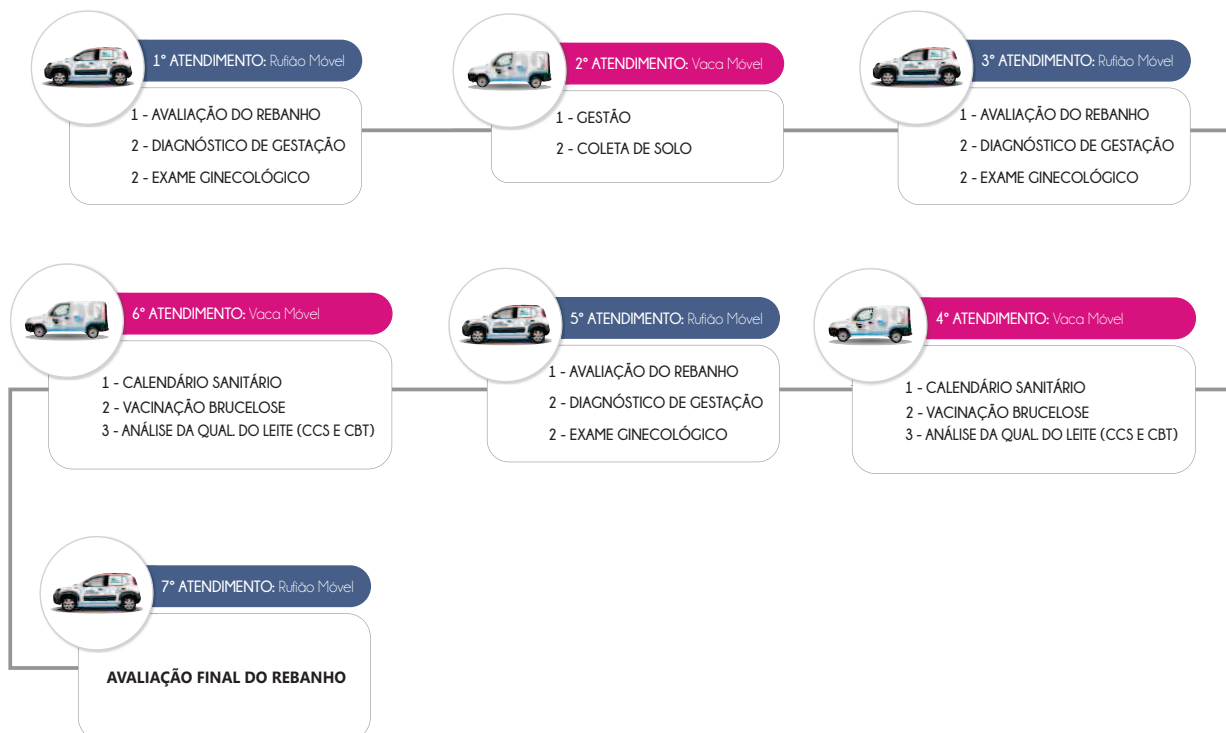 1° ATENDIMENTO: Rufião Móvel
1 - AVALIAÇÃO DO REBANHO
2 - DIAGNÓSTICO DE GESTAÇÃO
2 - EXAME GINECOLÓGICO
2° ATENDIMENTO: Vaca Móvel
1 - GESTÃO
2 - COLETA DE SOLO
3° ATENDIMENTO: Rufião Móvel
1 - AVALIAÇÃO DO REBANHO
2 - DIAGNÓSTICO DE GESTAÇÃO
2 - EXAME GINECOLÓGICO
4° ATENDIMENTO: Vaca Móvel
1 - CALENDÁRIO SANITÁRIO
2 - VACINAÇÃO BRUCELOSE
3 - ANÁLISE DA QUAL. DO LEITE (CCS E CBT)
5° ATENDIMENTO: Rufião Móvel
1 - AVALIAÇÃO DO REBANHO
2 - DIAGNÓSTICO DE GESTAÇÃO
2 - EXAME GINECOLÓGICO
6° ATENDIMENTO: Vaca Móvel
1 - CALENDÁRIO SANITÁRIO
2 - VACINAÇÃO BRUCELOSE
3 - ANÁLISE DA QUAL. DO LEITE (CCS E CBT)
7° ATENDIMENTO: Rufião Móvel
AVALIAÇÃO FINAL DO REBANHO